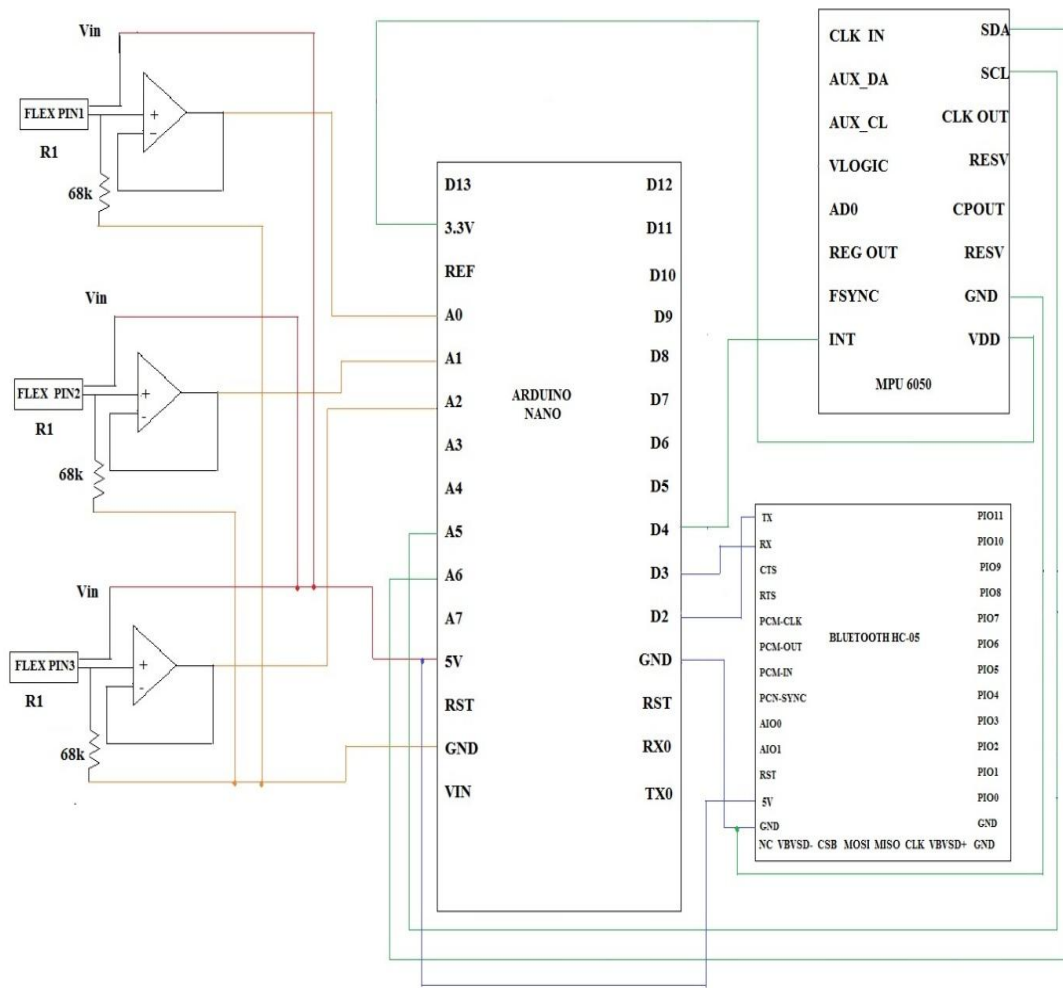 Vin
FLEX PIN1
R1
68k
+
-
Vin
FLEX PIN2
R1
68k
+
-
Vin
FLEX PIN3
R1
68k
+
-
D13
3.3V
REF
A0
A1
A2
A3
A4
A5
A6
A7
5V
RST
GND
VIN
ARDUINO
NANO
D12
D11
D10
D9
D8
D7
D6
D5
D4
D3
D2
GND
RST
RX0
TX0
CLK IN
AUX_DA
AUX_CL
VLOGIC
AD0
REG OUT
FSYNC
INT
SDA
SCL
CLK OUT
RESV
CPOUT
RESV
GND
VDD
MPU 6050
TX
RX
CTS
RTS
PCM-CLK
PCM-OUT
PCM-IN
PCN-SYNC
AIO0
AIO1
RST
5V
GND
BLUETOOTH HC-05
PIO11
PIO10
PIO9
PIO8
PIO7
PIO6
PIO5
PIO4
PIO3
PIO2
PIO1
PIO0
GND
NC VBVSD- CSB MOSI MISO CLK VBVSD+ GND